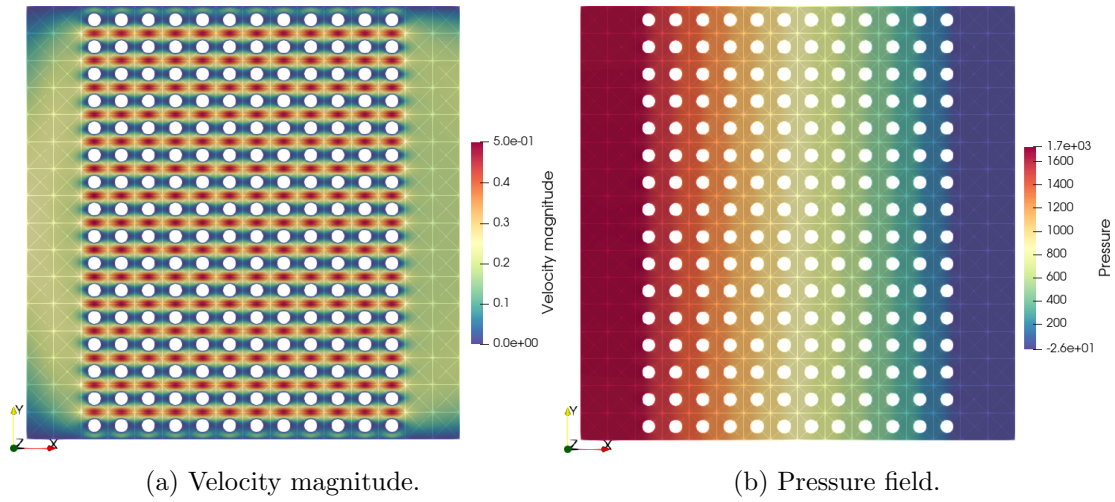 5.0e-01
0.4
0.3
0.2
0.1
0.0e+00
Velocity magnitude
Y
Z
X
(a) Velocity magnitude.
1.7e+03
1600
1400
1200
1000
800
600
400
200
-2.6e+01
Pressure
Y
Z
X
(b) Pressure field.